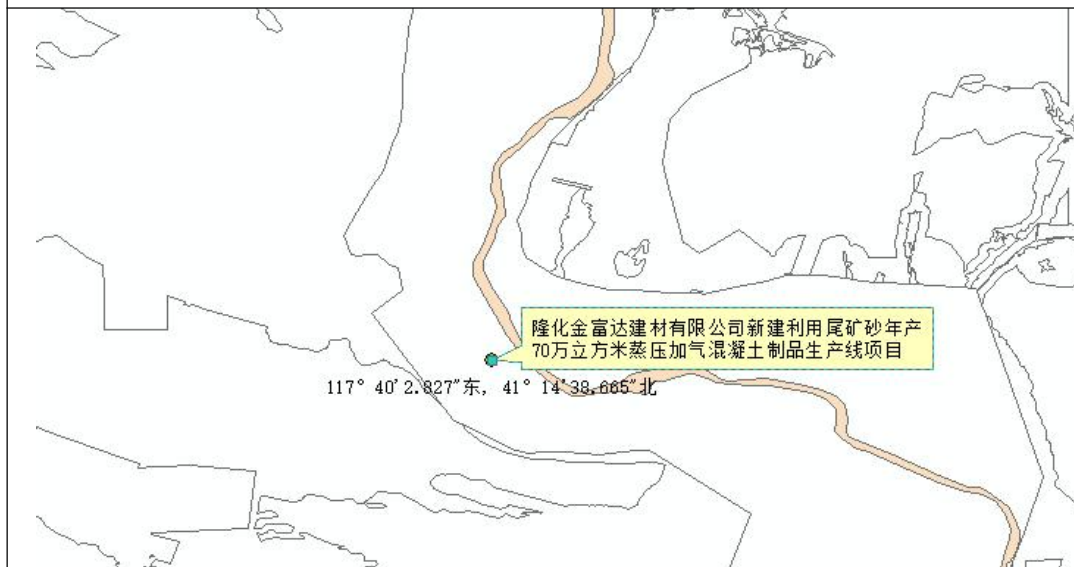 隆化金富达建材有限公司新建利用尾矿砂年产
70万立方米蒸压加气混凝土制品生产线项目
117° 40'2.827"东, 41° 14'38.665"北